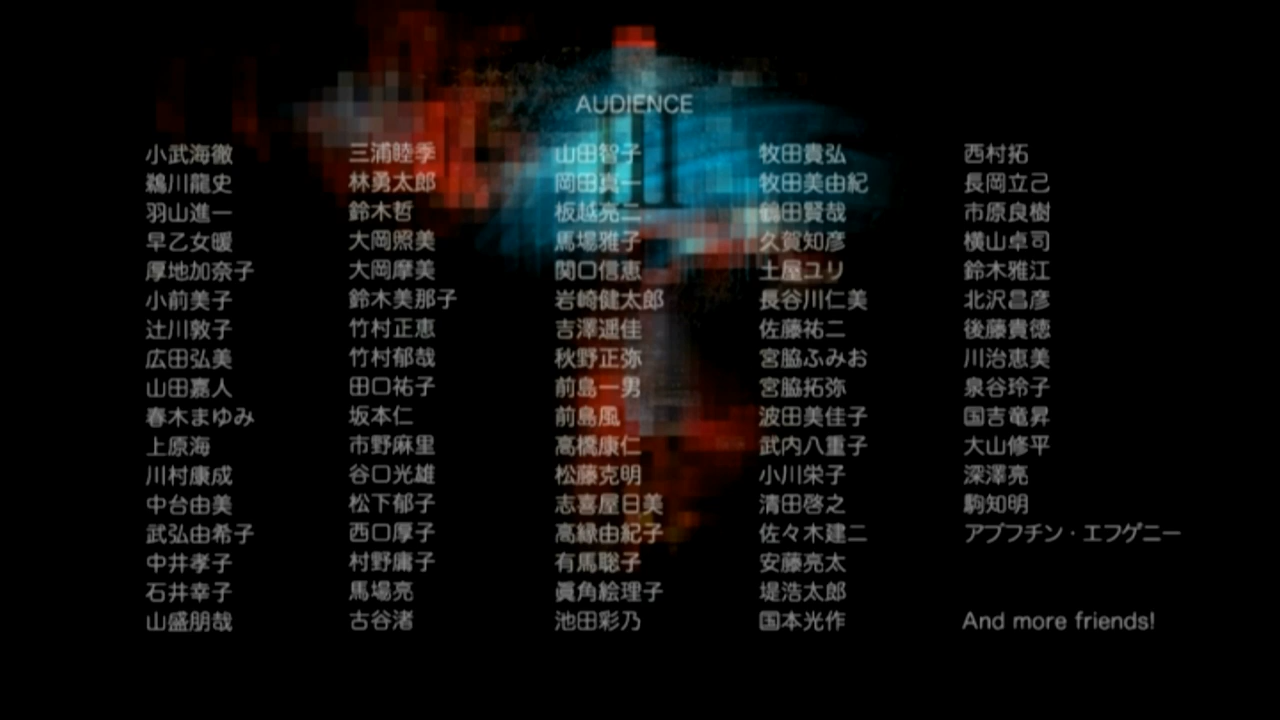 AUDIENCE
小武海徹
鵜川龍史
羽山進一
早乙女暖
厚地加奈子
小前美子
辻川敦子
広田弘美
山田嘉人
春木まゆみ
上原海
川村康成
中台由美
武弘由希子
中井孝子
石井幸子
山盛朋哉
三浦睦季
林勇太郎
鈴木哲
大岡照美
大岡摩美
鈴木美那子
竹村正恵
竹村郁哉
田口祐子
坂本仁
市野麻里
谷口光雄
松下郁子
西口厚子
村野庸子
馬場亮
古谷渚
山田智子
岡田真一
板越亮二
馬場雅子
関口信恵
岩崎健太郎
吉澤遥佳
秋野正弥
前島一男
前島風
高橋康仁
松藤克明
志喜屋日美
高縁由紀子
有馬聡子
眞角絵理子
池田彩乃
牧田貴弘
牧田美由紀
鶴田賢哉
久賀知彦
土屋ユリ
長谷川仁美
佐藤祐二
宮脇ふみお
宮脇拓弥
波田美佳子
武内八重子
小川栄子
清田啓之
佐々木建二
安藤亮太
堤浩太郎
国本光作
西村拓
長岡立己
市原良樹
横山卓司
鈴木雅江
北沢昌彦
後藤貴徳
川治恵美
泉谷玲子
国吉竜昇
大山修平
深澤亮
駒知明
アブフチン・エフゲニー
And more friends!